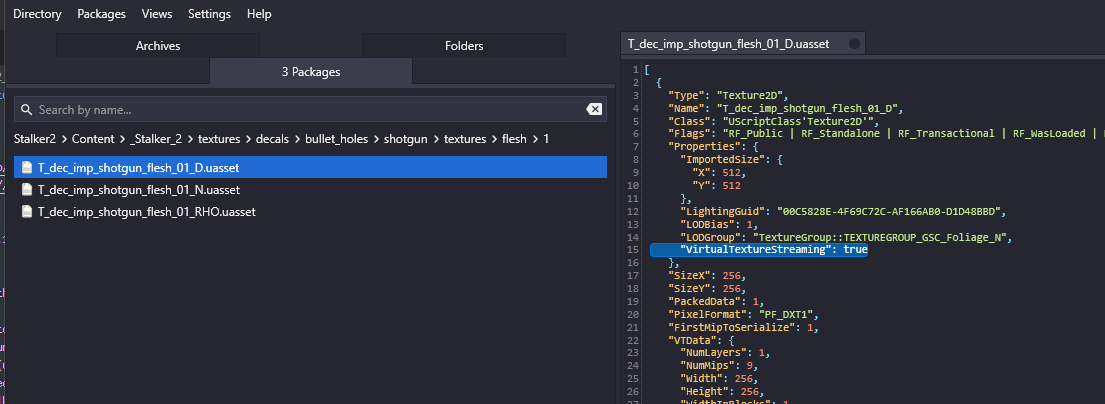 Directory Packages Views Settings Help
Archives Folders
3 Packages
Search by name...
Stalker2 > Content > _Stalker_2 > textures > decals > bullet_holes > shotgun > textures > flesh > 1
T_dec_imp_shotgun_flesh_01_D.uasset
T_dec_imp_shotgun_flesh_01_N.uasset
T_dec_imp_shotgun_flesh_01_RHO.uasset
T_dec_imp_shotgun_flesh_01_D.uasset
1 [
2 {
3 "Type": "Texture2D",
4 "Name": "T_dec_imp_shotgun_flesh_01_D",
5 "Class": "UScriptClass'Texture2D'",
6 "Flags": "RF_Public | RF_Standalone | RF_Transactional | RF_WasLoaded |
7 "Properties": {
8 "ImportedSize": {
9 "X": 512,
10 "Y": 512
11 },
12 "LightingGuid": "00C5828E-4F69C72C-AF166AB0-D1D48BBD",
13 "LODBias": 1,
14 "LODGroup": "TextureGroup::TEXTUREGROUP_GSC_Foliage_N",
15 "VirtualTextureStreaming": true
16 },
17 "SizeX": 256,
18 "SizeY": 256,
19 "PackedData": 1,
20 "PixelFormat": "PF_DXT1",
21 "FirstMipToSerialize": 1,
22 "VTData": {
23 "NumLayers": 1,
24 "NumMips": 9,
25 "Width": 256,
26 "Height": 256,
27 "WidthInBlocks": 1